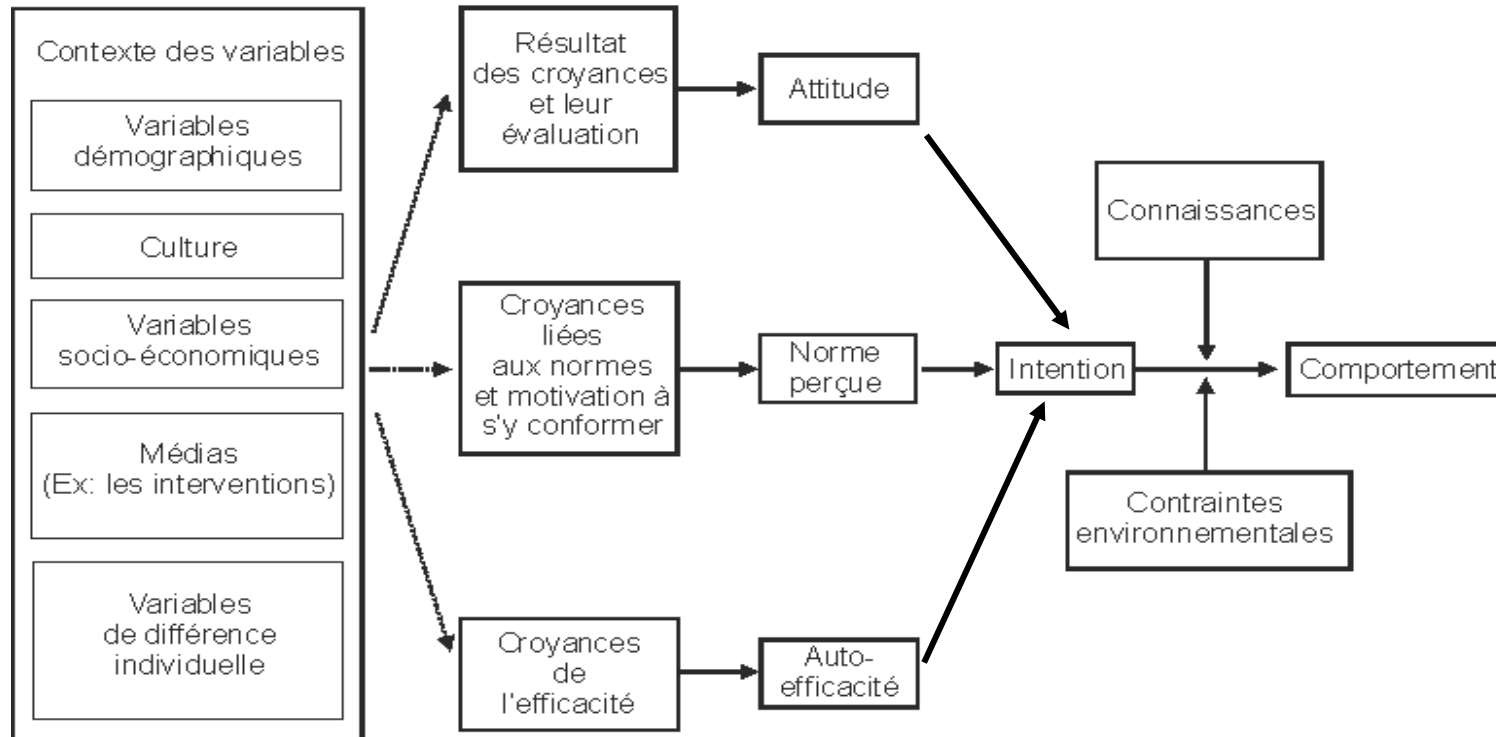 Contexte des variables
Variables
démographiques
Culture
Variables
socio-économiques
Médias
(Ex: les interventions)
Variables
de différence
individuelle
Résultat
des croyances
et leur
évaluation
Attitude
Croyances
liées
aux normes
et motivation à
s'y conformer
Norme
perçue
Croyances
de
l'efficacité
Auto-
efficacité
Intention
Connaissances
Contraintes
environnementales
Comportement